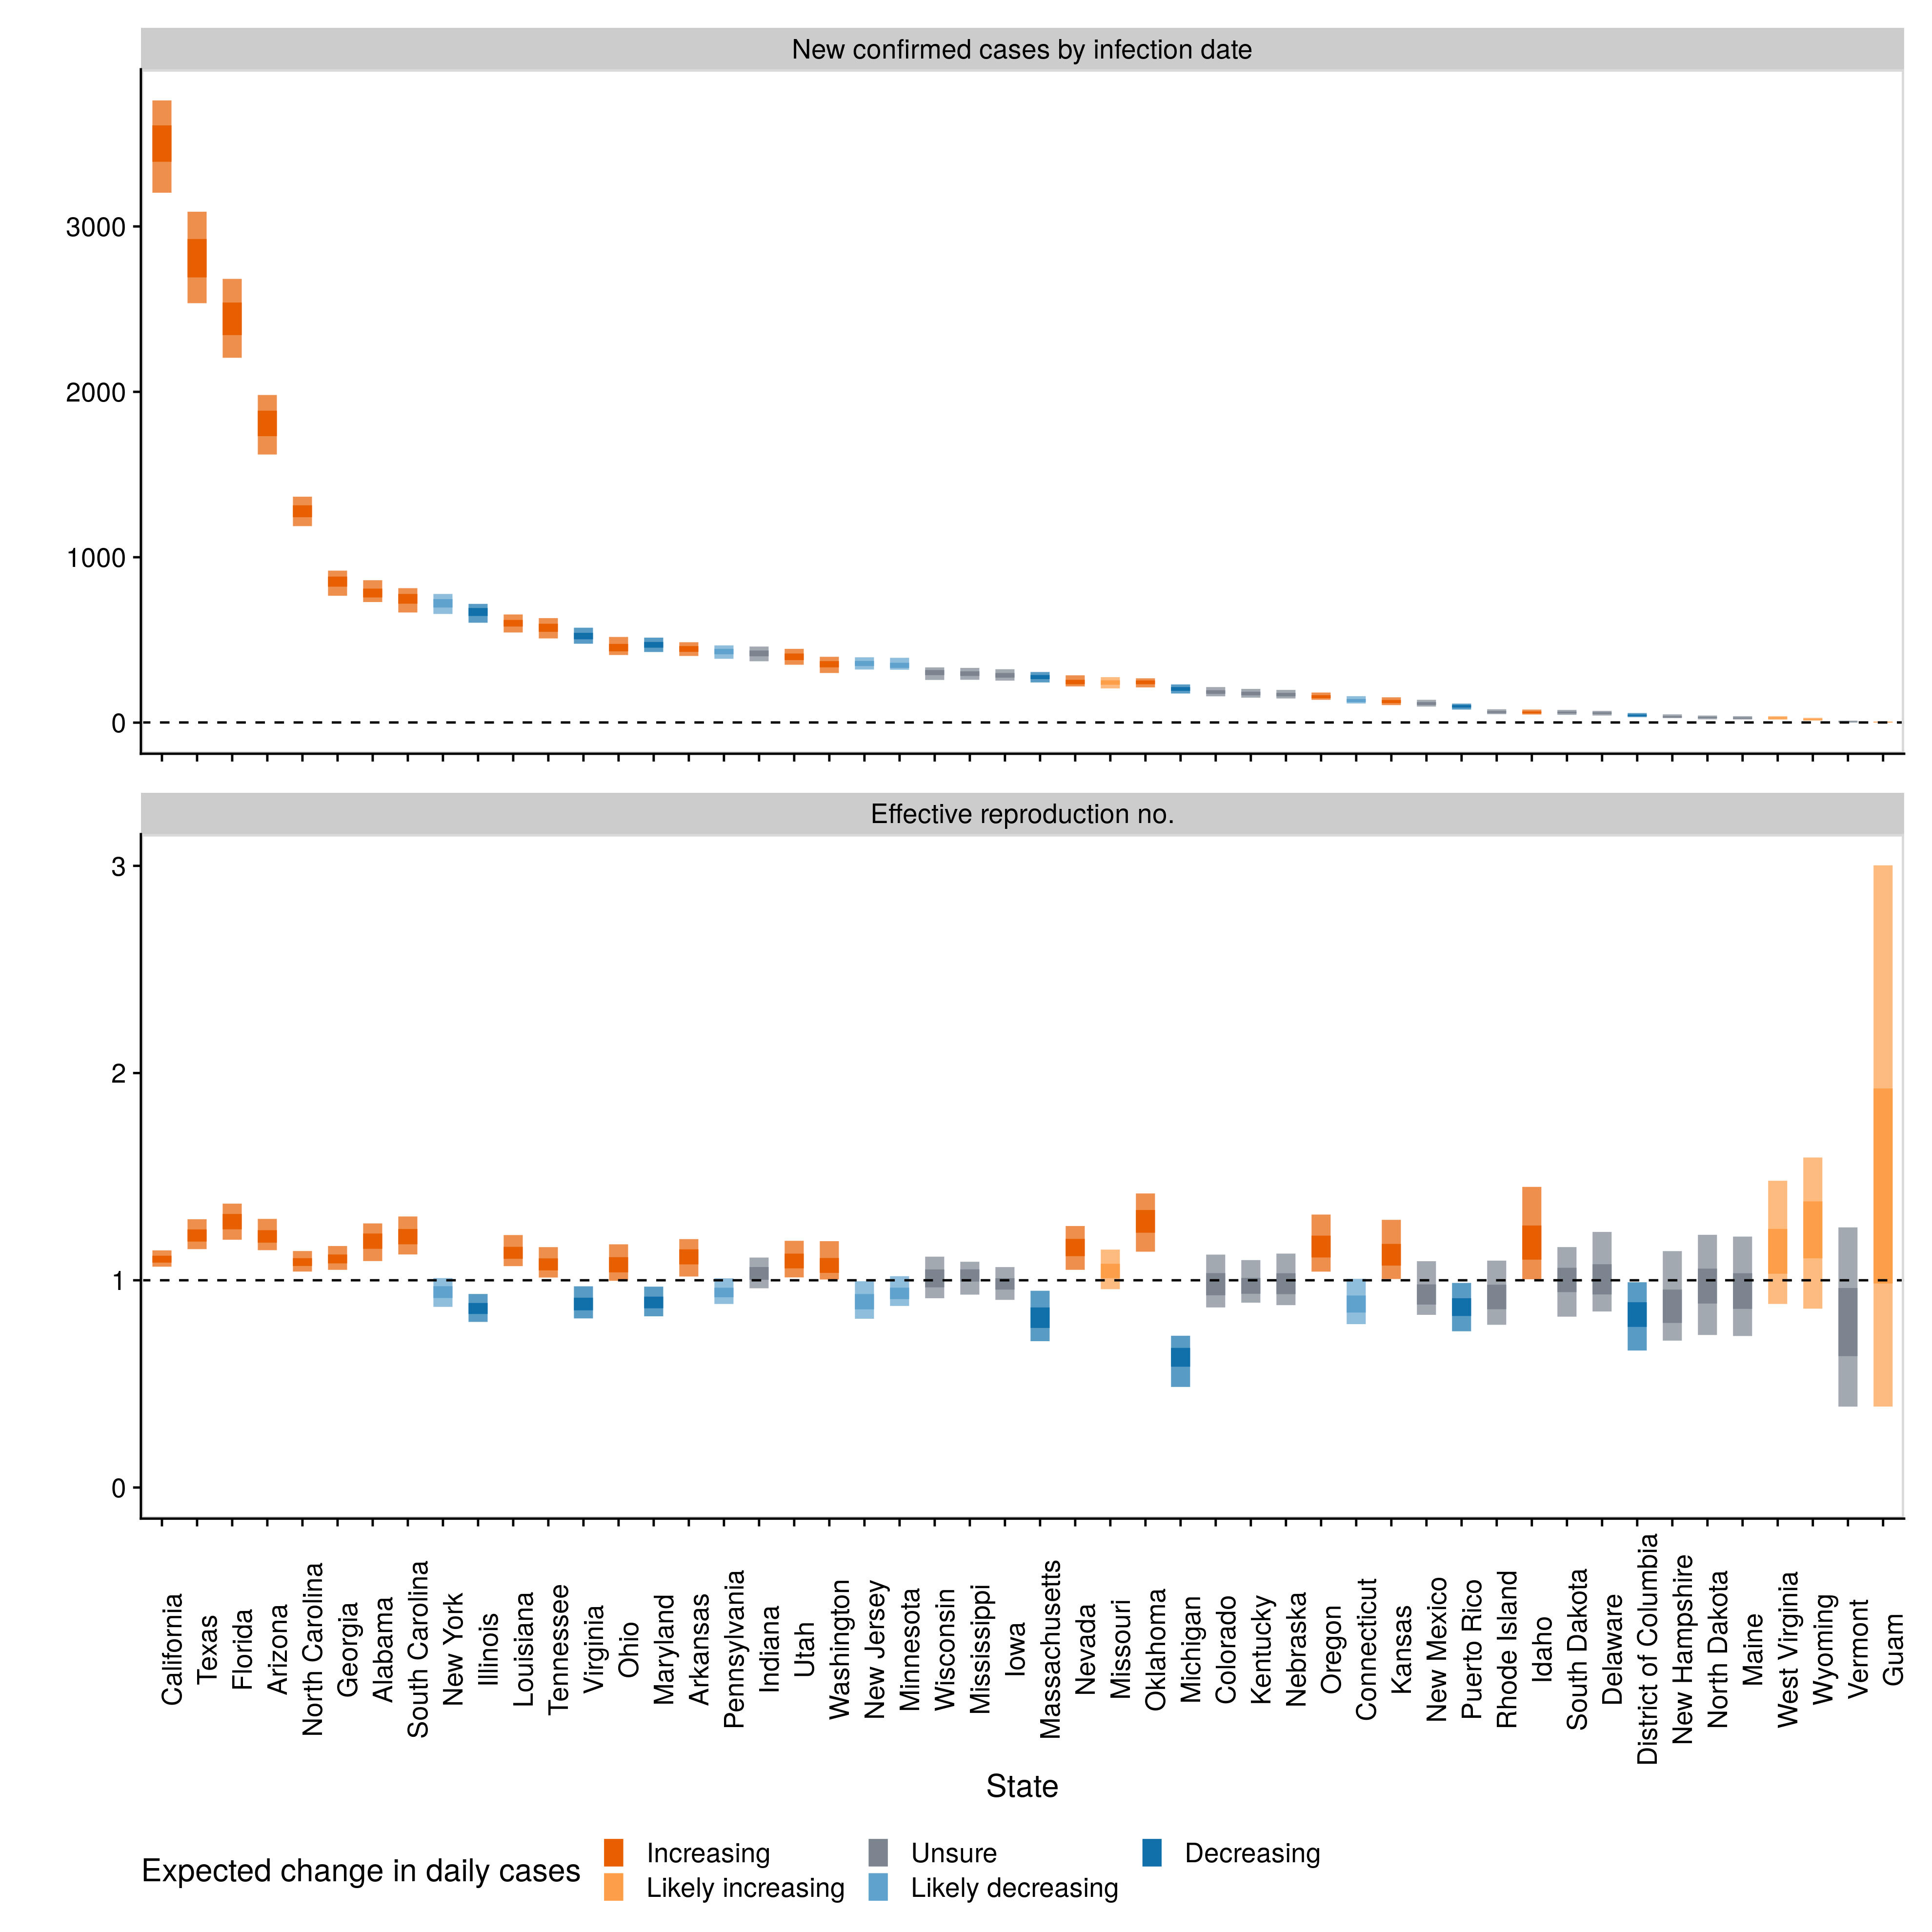 New confirmed cases by infection date
3000
2000
1000
0
Effective reproduction no.
3
2
1
0
California
Texas
Florida
Arizona
North Carolina
Georgia
Alabama
South Carolina
New York
Illinois
Louisiana
Tennessee
Virginia
Ohio
Maryland
Arkansas
Pennsylvania
Indiana
Utah
Washington
New Jersey
Minnesota
Wisconsin
Mississippi
Iowa
Massachusetts
Nevada
Missouri
Oklahoma
Michigan
Colorado
Kentucky
Nebraska
Oregon
Connecticut
Kansas
New Mexico
Puerto Rico
Rhode Island
Idaho
South Dakota
Delaware
District of Columbia
New Hampshire
North Dakota
Maine
West Virginia
Wyoming
Vermont
Guam
State
Expected change in daily cases
Increasing
Unsure
Decreasing
Likely increasing
Likely decreasing